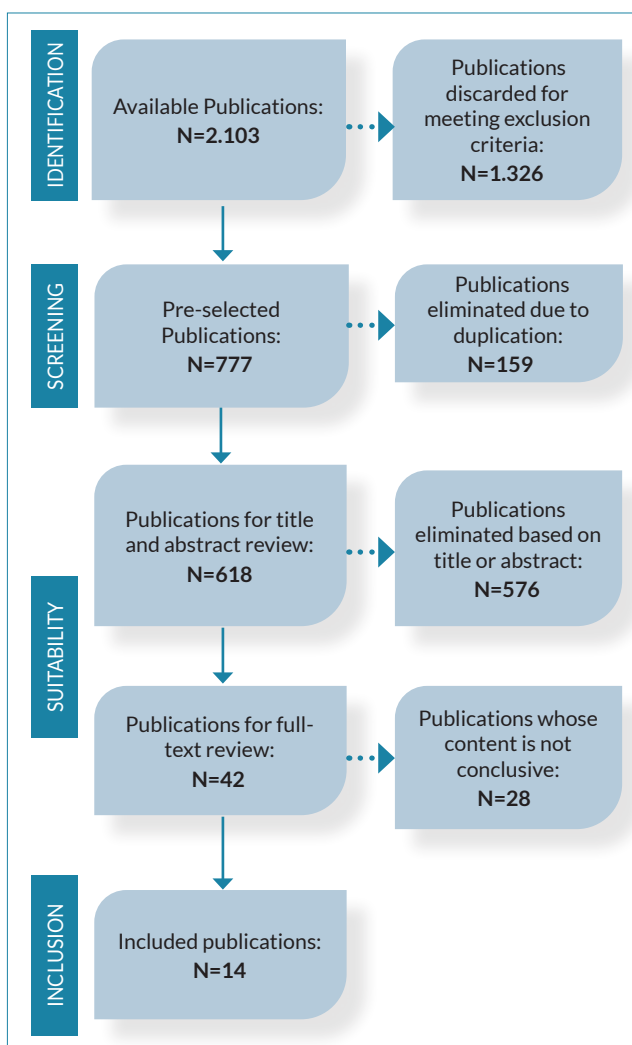 IDENTIFICATION
Available Publications:
N=2.103
Publications
discarded for
meeting exclusion
criteria:
N=1.326
SCREENING
Pre-selected
Publications:
N=777
Publications
eliminated due to
duplication:
N=159
SUITABILITY
Publications for title
and abstract review:
N=618
Publications
eliminated based on
title or abstract:
N=576
Publications for full-
text review:
N=42
Publications whose
content is not
conclusive:
N=28
INCLUSION
Included publications:
N=14